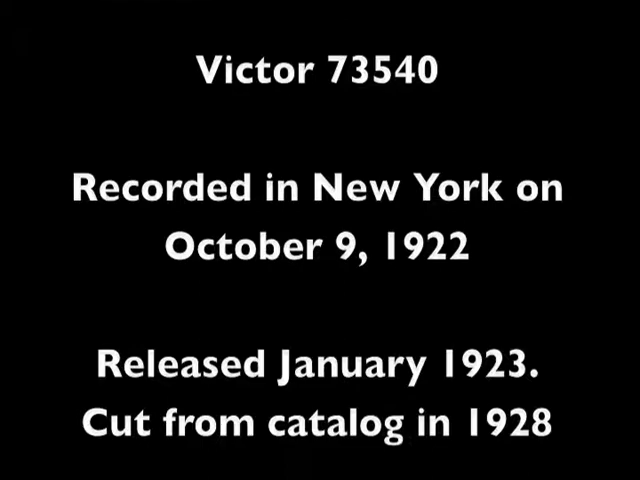 Victor 73540
Recorded in New York on
October 9, 1922
Released January 1923.
Cut from catalog in 1928